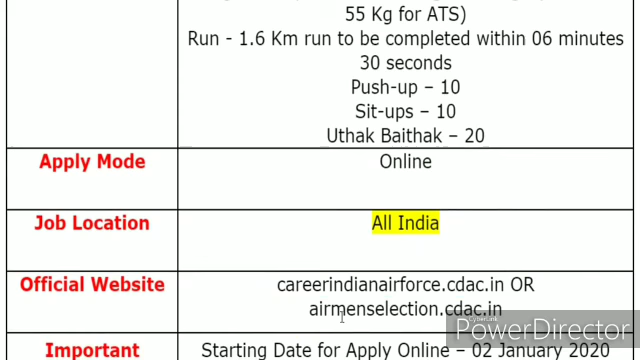 55 Kg for ATS)
Run - 1.6 Km run to be completed within 06 minutes
30 seconds
Push-up – 10
Sit-ups – 10
Uthak Baithak – 20
Apply Mode
Online
Job Location
All India
Official Website
careerindianairforce.cdac.in OR
airmenselection.cdac.in
CyberLink
PowerDirector
Important
Starting Date for Apply Online – 02 January 2020